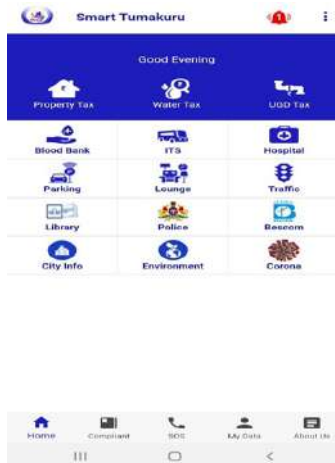 Smart Tumakuru
1
Good Evening
Property Tax Water Tax UGD Tax
Blood Bank ITS Hospital
Parking Lounge Traffic
Library Police Bescom
City Info Environment Corona
Home Compliant SOS My Data About Us